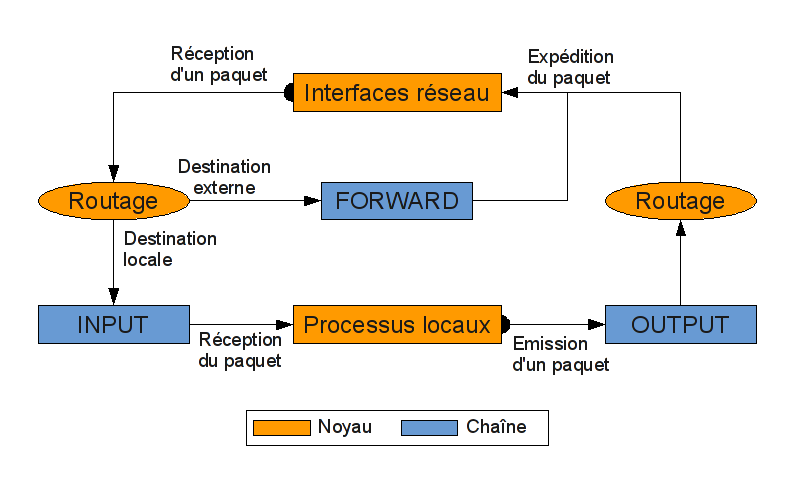 Réception
d'un paquet
Interfaces réseau
Expédition
du paquet
Routage
Destination
externe
FORWARD
Routage
Destination
locale
INPUT
Réception
du paquet
Processus locaux
Emission
d'un paquet
OUTPUT
Noyau
Chaîne